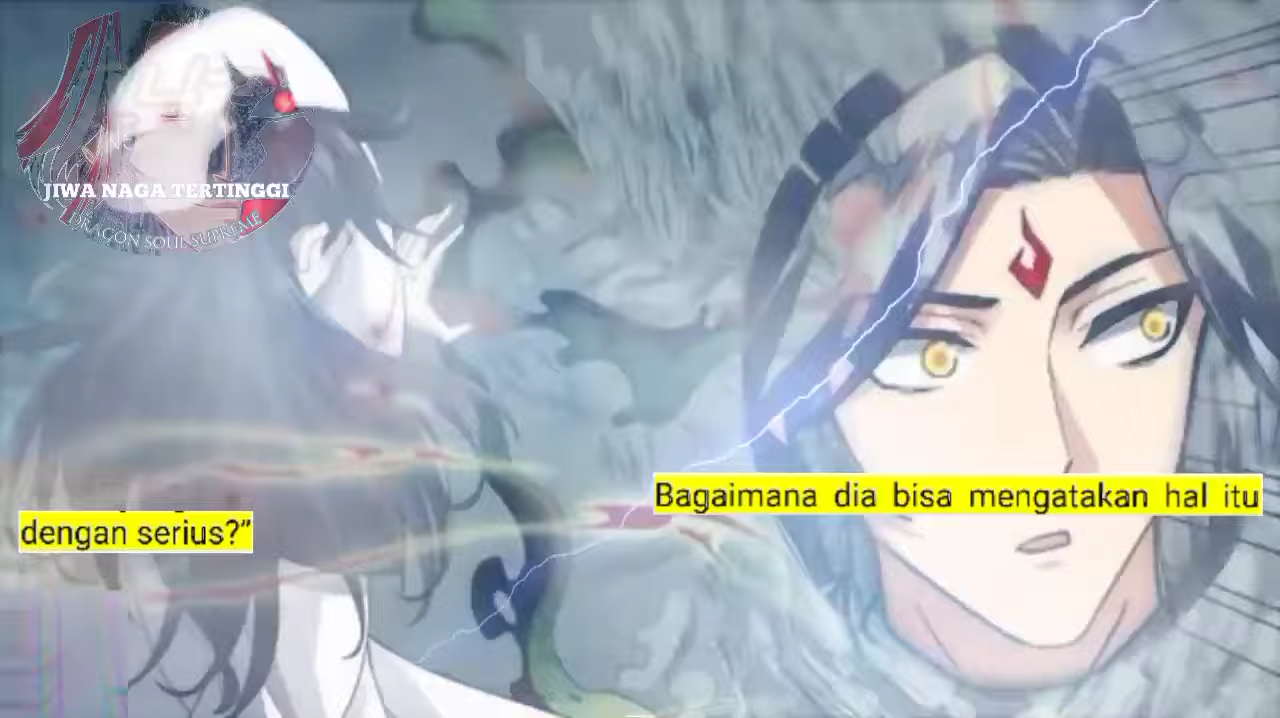 JIWA NAGA TERTINGGI
DRAGON SOUL SUPREME
Bagaimana dia bisa mengatakan hal itu
dengan serius?”